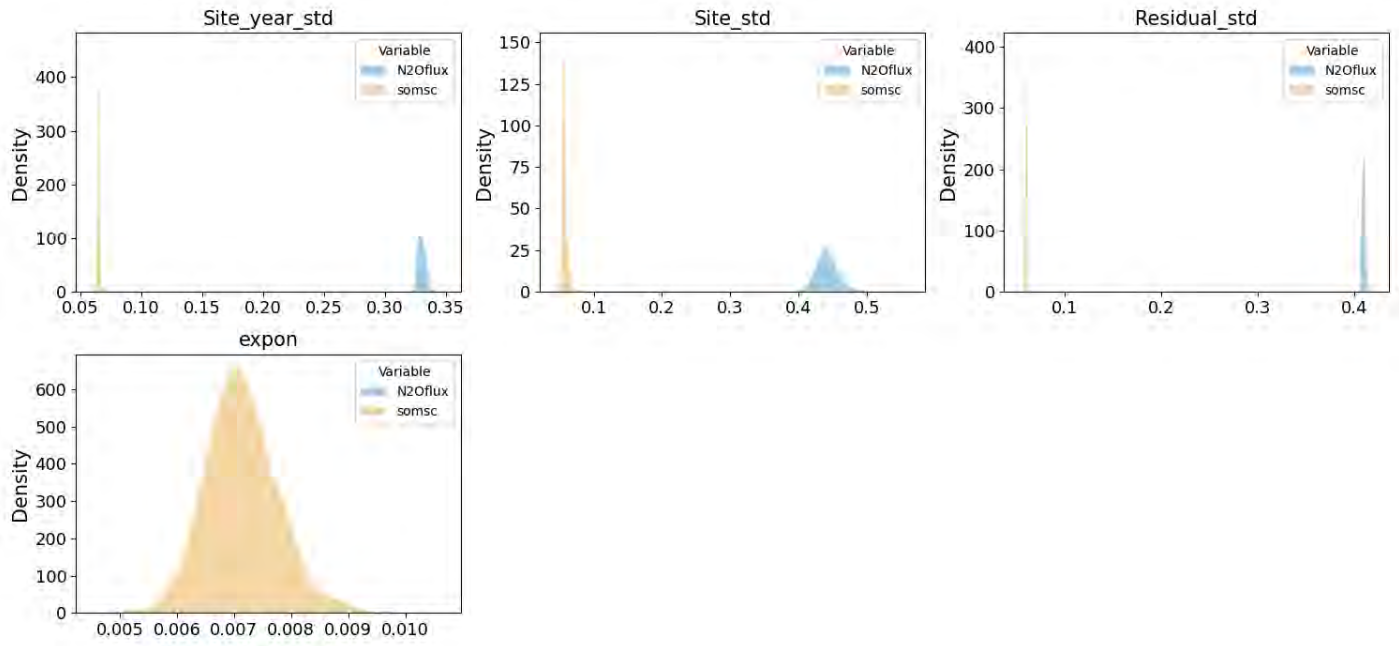 Site_year_std
Density
400
300
200
100
0
0.05 0.10 0.15 0.20 0.25 0.30 0.35
Variable
N2Oflux
somsc
Site_std
Density
150
125
100
75
50
25
0
0.1 0.2 0.3 0.4 0.5
Variable
N2Oflux
somsc
Residual_std
Density
400
300
200
100
0
0.1 0.2 0.3 0.4
Variable
N2Oflux
somsc
expon
Density
600
500
400
300
200
100
0
0.005 0.006 0.007 0.008 0.009 0.010
Variable
N2Oflux
somsc